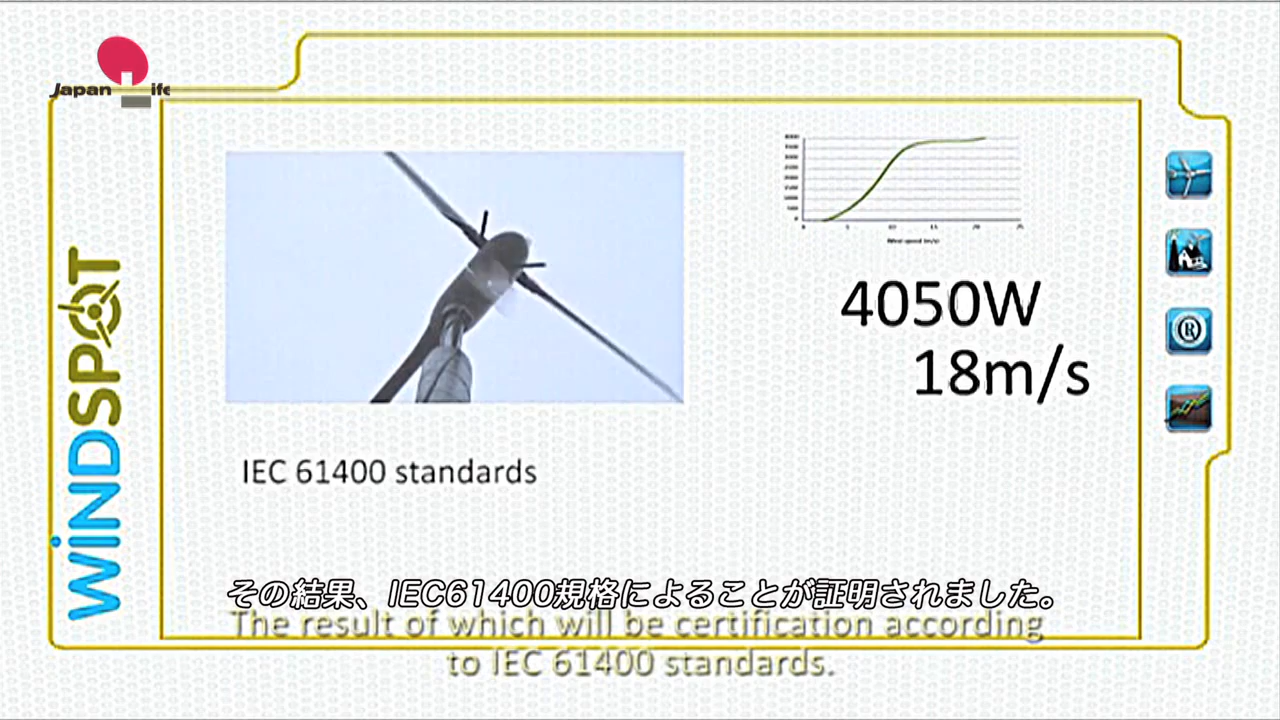 Japan Life
WINDSPOT
4050W
18m/s
IEC 61400 standards
その結果、IEC61400規格によることが証明されました。
The result of which will be certification according
to IEC 61400 standards.
Wind speed (m/s)
®